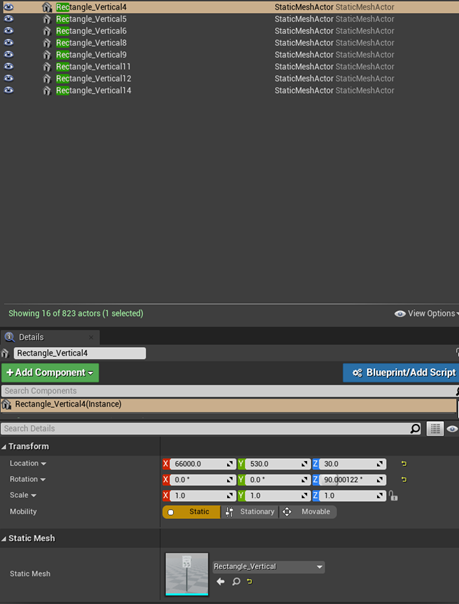 Rectangle_Vertical4 StaticMeshActor StaticMeshActor
Rectangle_Vertical5 StaticMeshActor StaticMeshActor
Rectangle_Vertical6 StaticMeshActor StaticMeshActor
Rectangle_Vertical8 StaticMeshActor StaticMeshActor
Rectangle_Vertical9 StaticMeshActor StaticMeshActor
Rectangle_Vertical11 StaticMeshActor StaticMeshActor
Rectangle_Vertical12 StaticMeshActor StaticMeshActor
Rectangle_Vertical14 StaticMeshActor StaticMeshActor
Showing 16 of 823 actors (1 selected) View Options
Details
Rectangle_Vertical4
+Add Component Blueprint/Add Script
Search Components
Rectangle_Vertical4(Instance)
Search Details
Transform
Location X 66000.0 Y 530.0 Z 30.0
Rotation X 0.0 ° Y 0.0 ° Z 90.000122 °
Scale X 1.0 Y 1.0 Z 1.0
Mobility Static Stationary Movable
Static Mesh
Static Mesh Rectangle_Vertical